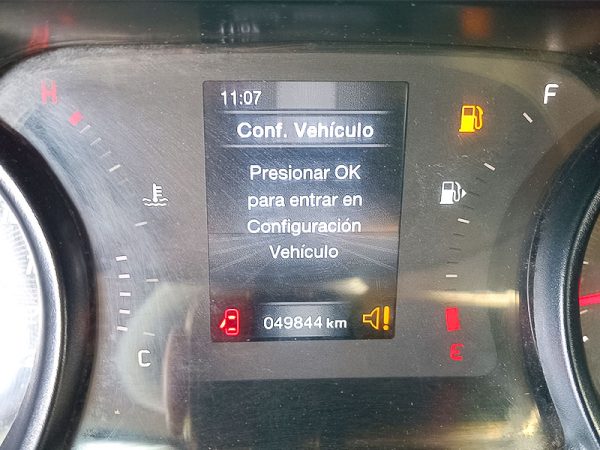 11:07
H
F
Conf. Vehículo
Presionar OK
para entrar en
Configuración
Vehículo
049844 km
C
E